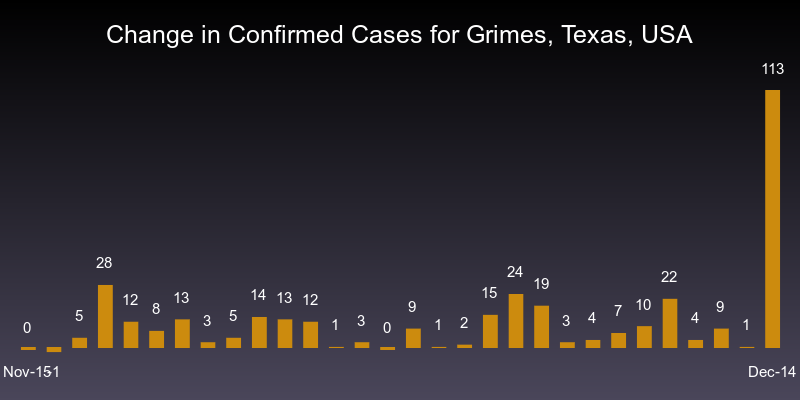 Change in Confirmed Cases for Grimes, Texas, USA
0 5 28 12 8 13 3 5 14 13 12 1 3 0 9 1 2 15 24 19 3 4 7 10 22 4 9 1 113
Nov-15 -1 Dec-14